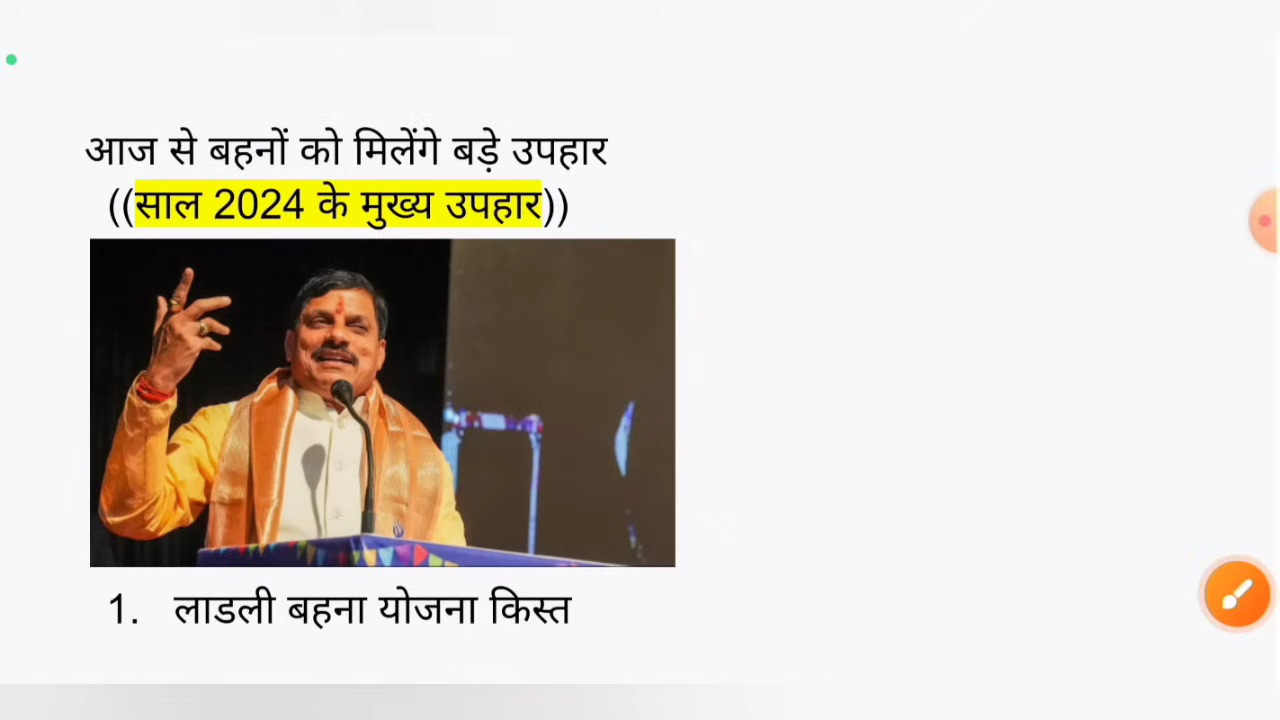 आज से बहनों को मिलेंगे बड़े उपहार
((साल 2024 के मुख्य उपहार))
1. लाडली बहना योजना किस्त